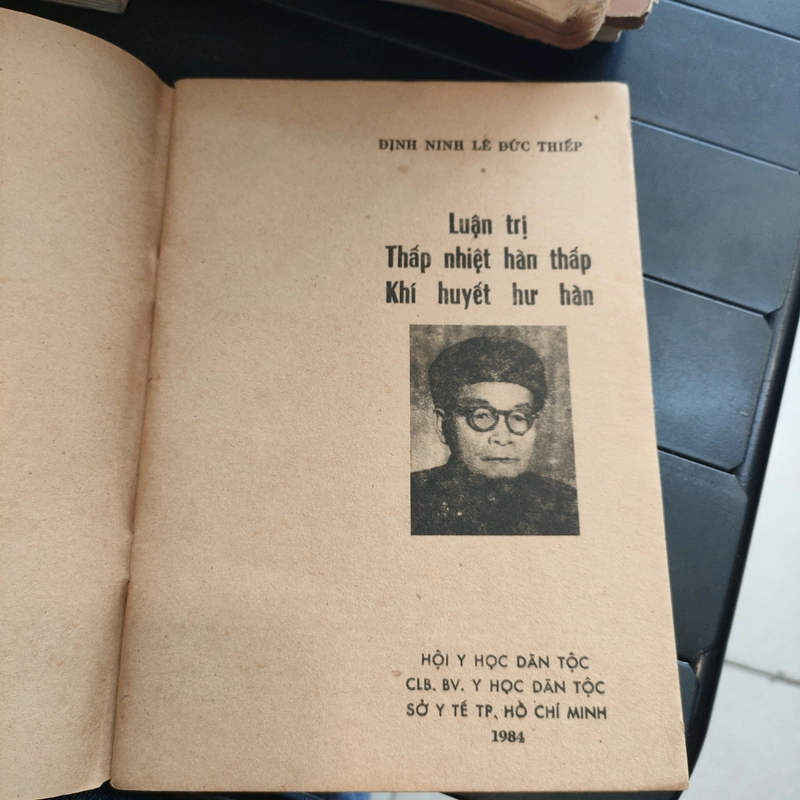 ĐỊNH NINH LÊ ĐỨC THIẾP
Luận trị
Thấp nhiệt hàn thấp
Khí huyết hư hàn
HỘI Y HỌC DÂN TỘC
CLB. BV. Y HỌC DÂN TỘC
SỞ Y TẾ TP. HỒ CHÍ MINH
1984